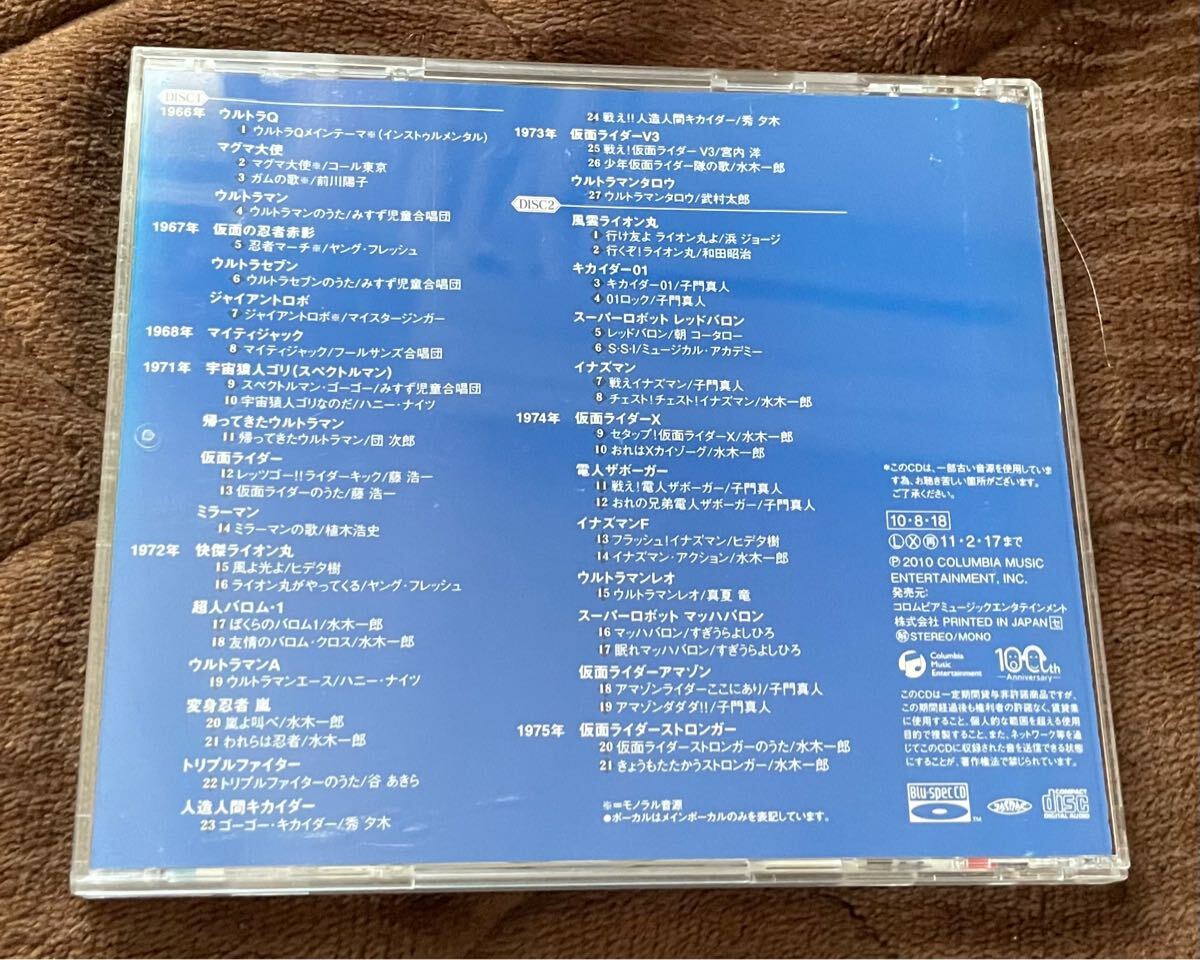 DISC1
1966年 ウルトラQ
1 ウルトラQメインテーマ※(インストゥルメンタル)
マグマ大使
2 マグマ大使※/コール東京
3 ガムの歌※/前川陽子
ウルトラマン
4 ウルトラマンのうた/みすず児童合唱団
1967年 仮面の忍者赤影
5 忍者マーチ※/ヤング・フレッシュ
ウルトラセブン
6 ウルトラセブンのうた/みすず児童合唱団
ジャイアントロボ
7 ジャイアントロボ※/マイスタージンガー
1968年 マイティジャック
8 マイティジャック/フールサンズ合唱団
1971年 宇宙猿人ゴリ(スペクトルマン)
9 スペクトルマン・ゴーゴー/みすず児童合唱団
10 宇宙猿人ゴリなのだ/ハニー・ナイツ
帰ってきたウルトラマン
11 帰ってきたウルトラマン/団 次郎
仮面ライダー
12 レッツゴー!!ライダーキック/藤 浩一
13 仮面ライダーのうた/藤 浩一
ミラーマン
14 ミラーマンの歌/植木浩史
1972年 快傑ライオン丸
15 風よ光よ/ヒデタ樹
16 ライオン丸がやってくる/ヤング・フレッシュ
超人バロム・1
17 ぼくらのバロム1/水木一郎
18 友情のバロム・クロス/水木一郎
ウルトラマンA
19 ウルトラマンエース/ハニー・ナイツ
変身忍者 嵐
20 嵐よ叫べ/水木一郎
21 われらは忍者/水木一郎
トリプルファイター
22 トリプルファイターのうた/谷 あきら
人造人間キカイダー
23 ゴーゴー・キカイダー/秀 夕木
24 戦え!!人造人間キカイダー/秀 夕木
1973年 仮面ライダーV3
25 戦え!仮面ライダー V3/宮内 洋
26 少年仮面ライダー隊の歌/水木一郎
ウルトラマンタロウ
27 ウルトラマンタロウ/武村太郎
DISC2
風雲ライオン丸
1 行け友よ ライオン丸よ/浜 ジョージ
2 行くぞ!ライオン丸/和田昭治
キカイダー01
3 キカイダー01/子門真人
4 01ロック/子門真人
スーパーロボット レッドバロン
5 レッドバロン/朝 コータロー
6 S・S・I/ミュージカル・アカデミー
イナズマン
7 戦えイナズマン/子門真人
8 チェスト!チェスト!イナズマン/水木一郎
1974年 仮面ライダーX
9 セタップ!仮面ライダーX/水木一郎
10 おれはXカイゾーグ/水木一郎
電人ザボーガー
11 戦え!電人ザボーガー/子門真人
12 おれの兄弟電人ザボーガー/子門真人
イナズマンF
13 フラッシュ!イナズマン/ヒデタ樹
14 イナズマン・アクション/水木一郎
ウルトラマンレオ
15 ウルトラマンレオ/真夏 竜
スーパーロボット マッハバロン
16 マッハバロン/すぎうらよしひろ
17 眠れマッハバロン/すぎうらよしひろ
仮面ライダーアマゾン
18 アマゾンライダーここにあり/子門真人
19 アマゾンダダダ!!/子門真人
1975年 仮面ライダーストロンガー
20 仮面ライダーストロンガーのうた/水木一郎
21 きょうもたたかうストロンガー/水木一郎
※=モノラル音源
●ボーカルはメインボーカルのみを表記しています。
*このCDは、一部古い音源を使用していま
す為、お聴き苦しい箇所がございます。
ご了承ください。
10・8・18
Ⓛ Ⓧ 再 11・2・17まで
℗ 2010 COLUMBIA MUSIC
ENTERTAINMENT, INC.
発売元:
コロムビアミュージックエンタテインメント
株式会社 PRINTED IN JAPAN セ
解 STEREO/MONO
Columbia
Music
Entertainment
100th
Anniversary
このCDは一定期間貸与非許諾商品ですが、
この期間経過後も権利者の許諾なく、賃貸業
に使用すること、個人的な範囲を超える使用
目的で複製すること、また、ネットワーク等を通
じてこのCDに収録された音を送信できる状態
にすることが、著作権法で禁じられています。
Blu-spec CD
TM
JASRAC
COMPACT
disc
DIGITAL AUDIO